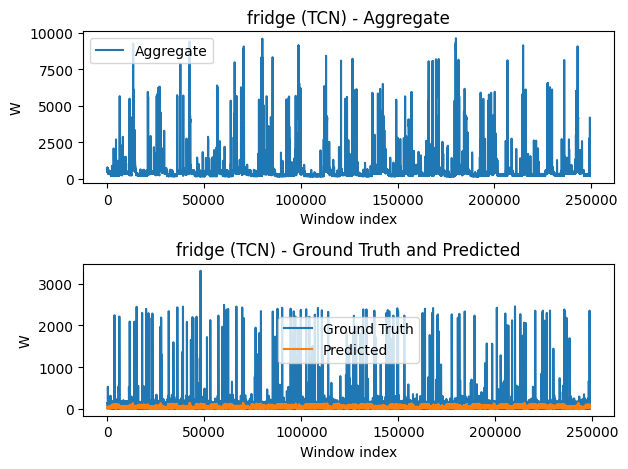 fridge (TCN) - Aggregate
10000
7500
5000
2500
0
W
Aggregate
0
50000
100000
150000
200000
250000
Window index
fridge (TCN) - Ground Truth and Predicted
3000
2000
1000
0
W
Ground Truth
Predicted
0
50000
100000
150000
200000
250000
Window index